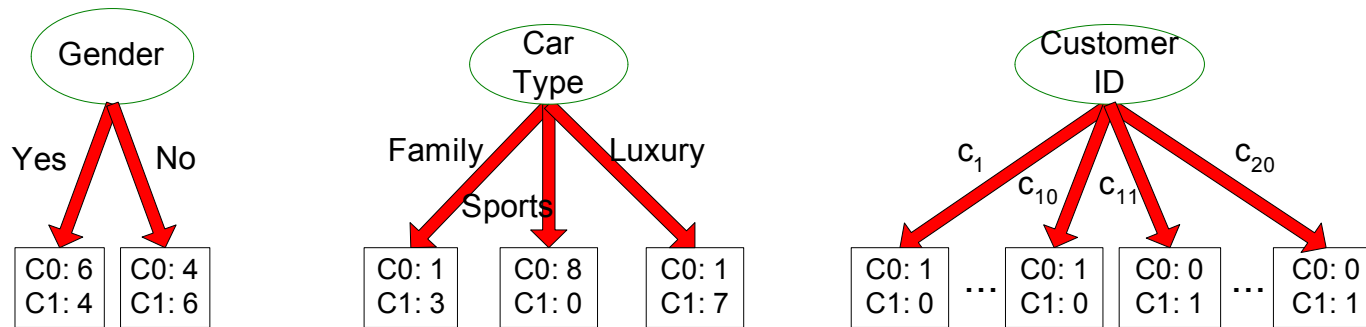 Gender
Yes
No
C0: 6
C1: 4
C0: 4
C1: 6
Car
Type
Family
Sports
Luxury
C0: 1
C1: 3
C0: 8
C1: 0
C0: 1
C1: 7
Customer
ID
c1
c10
c11
c20
C0: 1
C1: 0
...
C0: 1
C1: 0
C0: 0
C1: 1
...
C0: 0
C1: 1